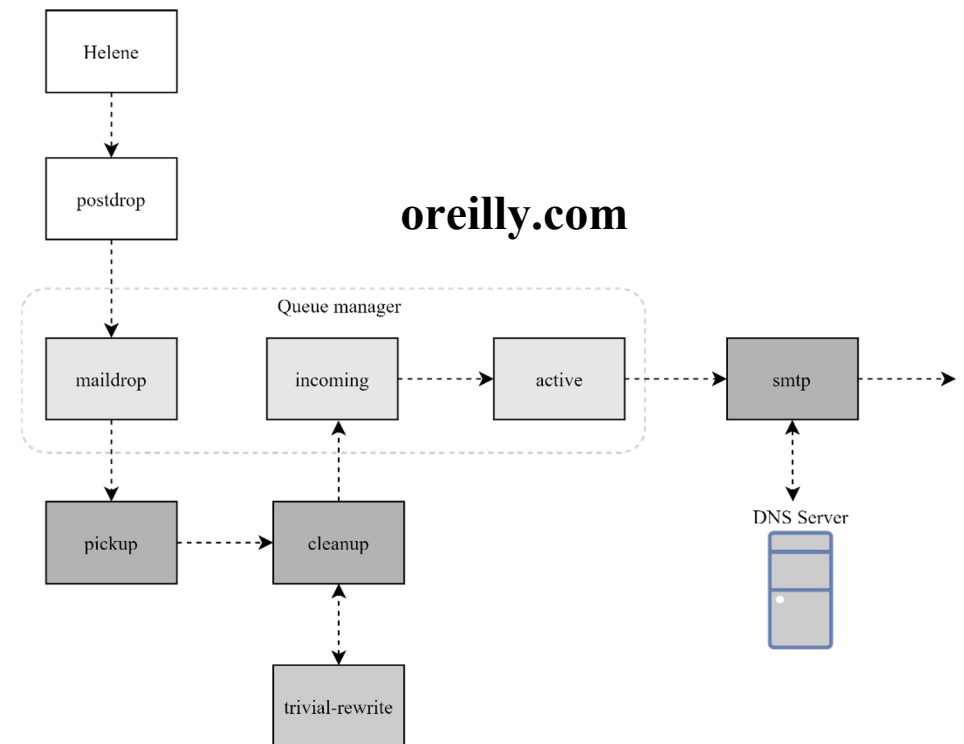 Helene
postdrop
oreilly.com
Queue manager
maildrop
incoming
active
smtp
pickup
cleanup
DNS Server
trivial-rewrite